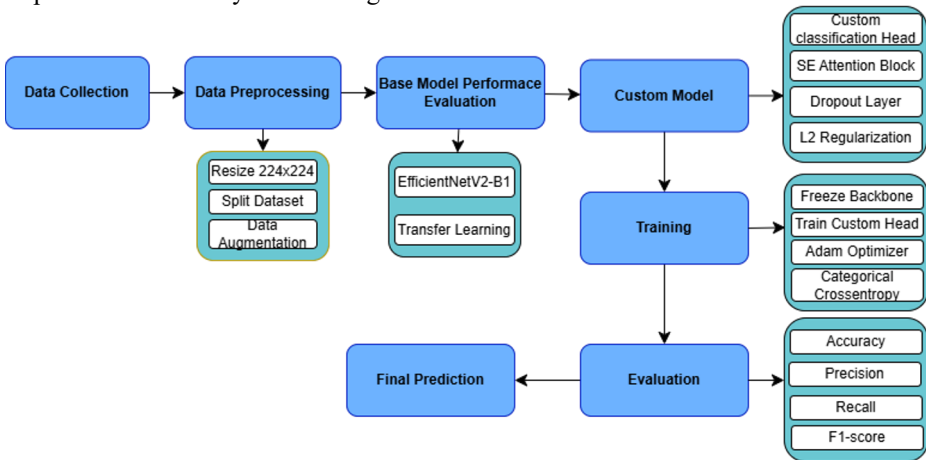 Data Collection
Data Preprocessing
Base Model Performace
Evaluation
Custom Model
Custom
classification Head
SE Attention Block
Dropout Layer
L2 Regularization
Resize 224x224
Split Dataset
Data
Augmentation
EfficientNetV2-B1
Transfer Learning
Training
Freeze Backbone
Train Custom Head
Adam Optimizer
Categorical
Crossentropy
Final Prediction
Evaluation
Accuracy
Precision
Recall
F1-score